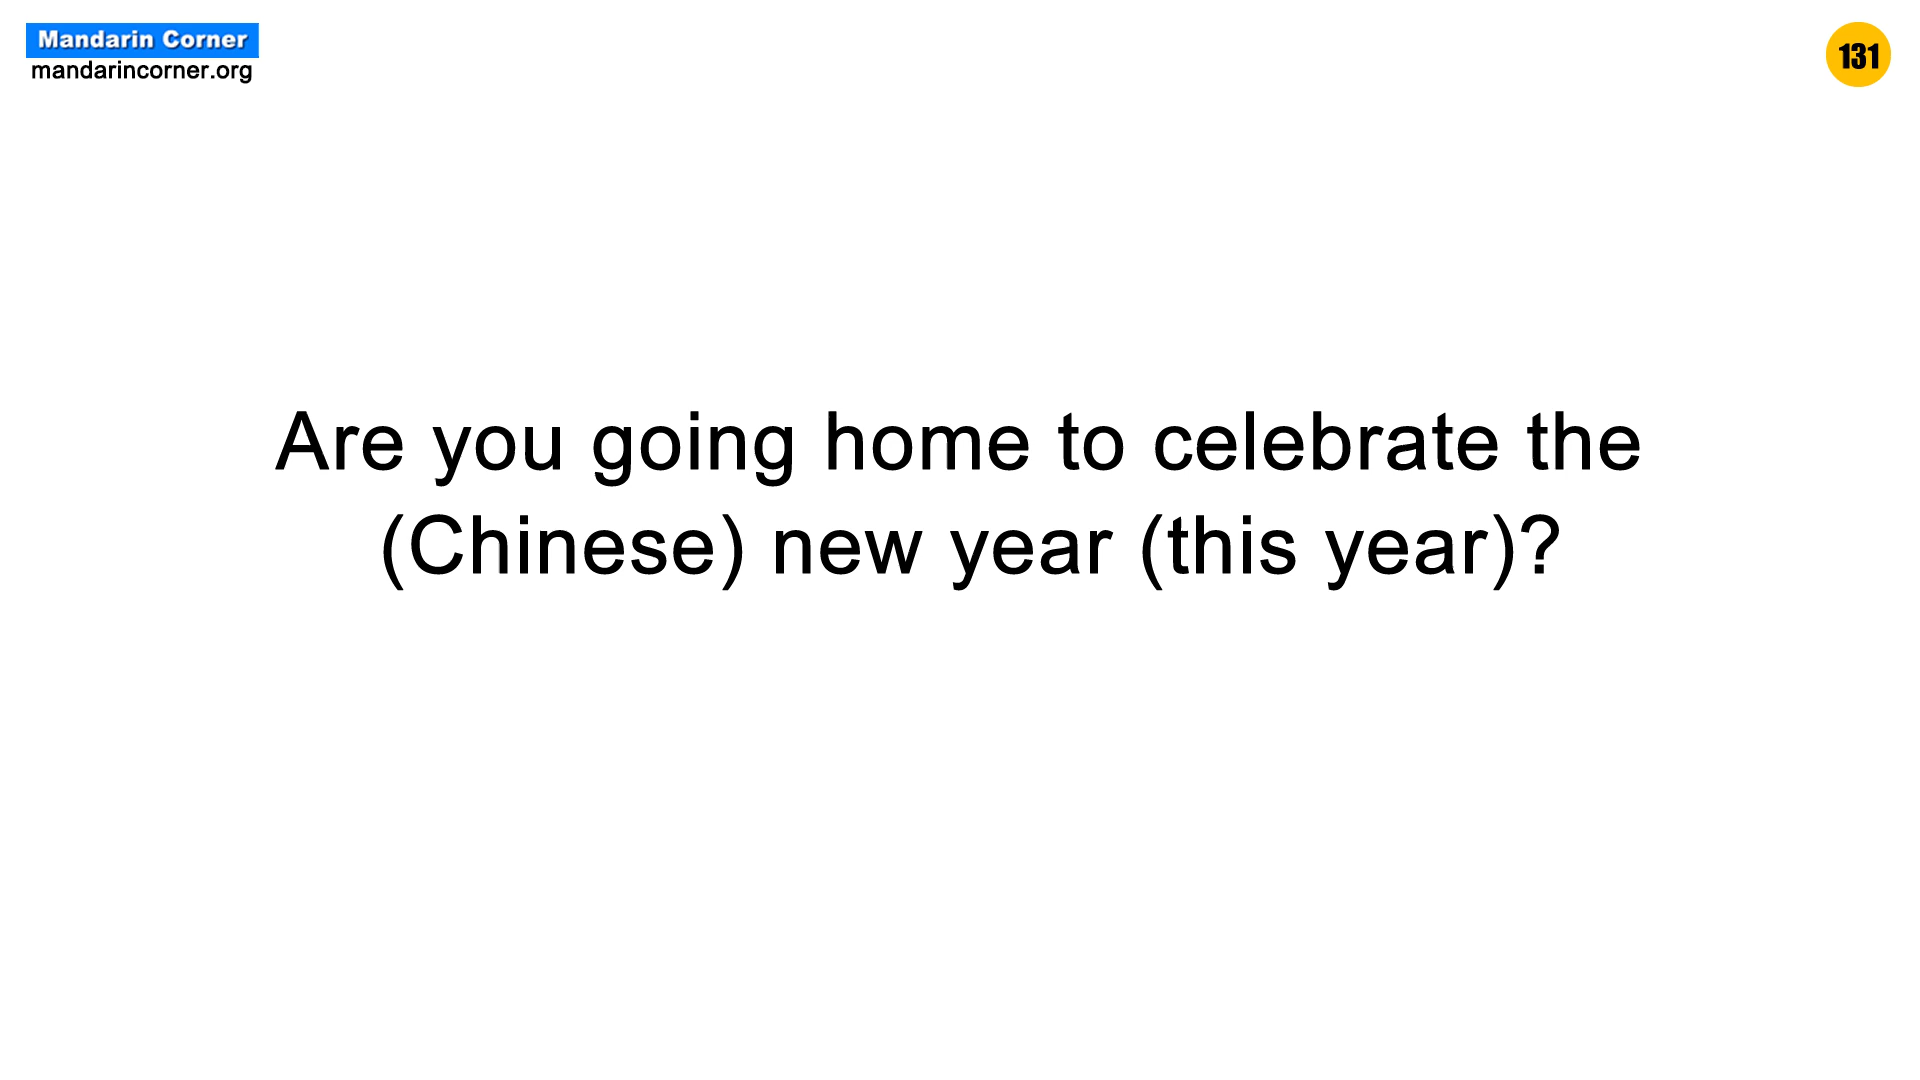 Mandarin Corner
mandarincorner.org
131
Are you going home to celebrate the
(Chinese) new year (this year)?